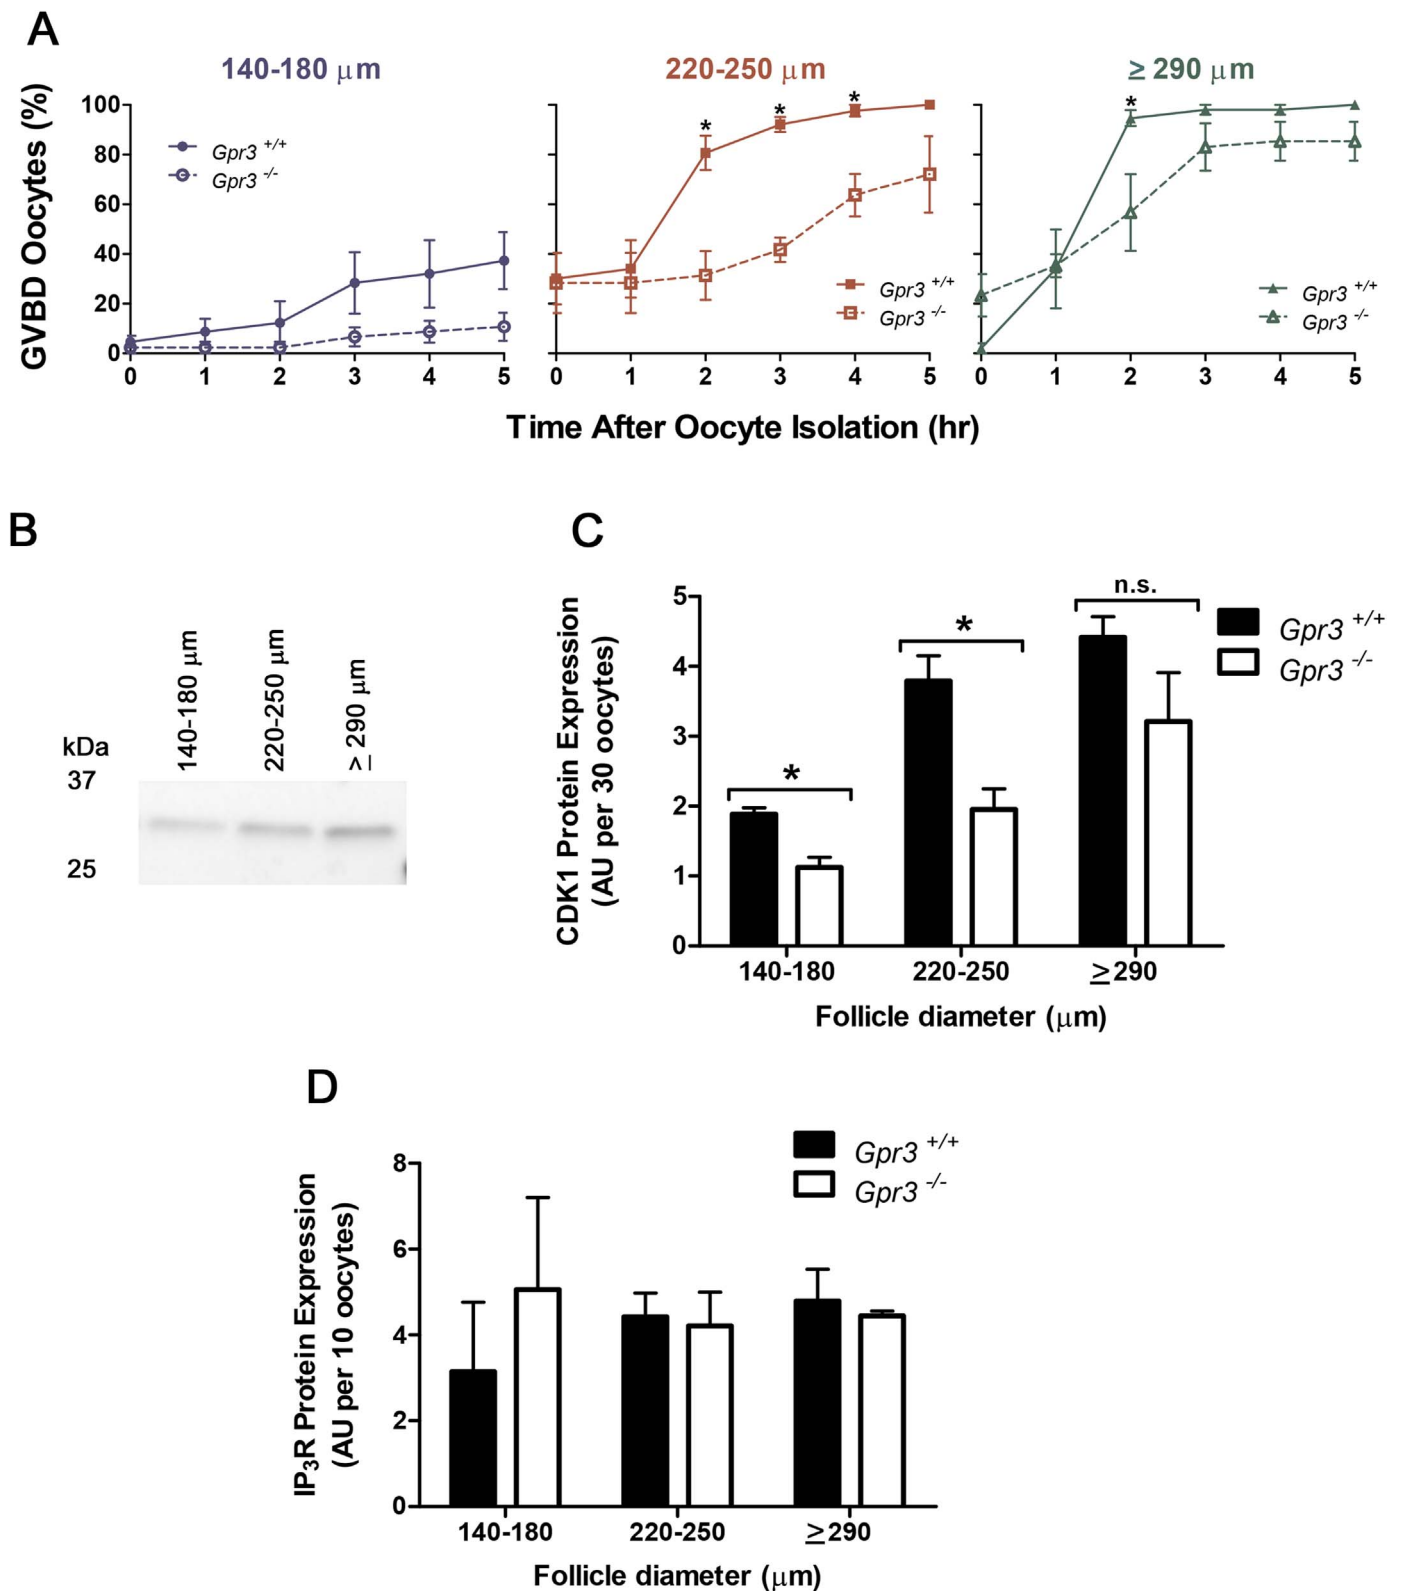 A
140-180 μm
220-250 μm
≥ 290 μm
GVBD Oocytes (%)
100
80
60
40
20
0
Gpr3 +/+
Gpr3 -/-
Gpr3 +/+
Gpr3 -/-
Gpr3 +/+
Gpr3 -/-
*
*
*
*
0 1 2 3 4 5
0 1 2 3 4 5
0 1 2 3 4 5
Time After Oocyte Isolation (hr)
B
140-180 μm
220-250 μm
≥ 290 μm
kDa
37
25
C
CDK1 Protein Expression
(AU per 30 oocytes)
5
4
3
2
1
0
*
*
n.s.
Gpr3 +/+
Gpr3 -/-
140-180
220-250
≥290
Follicle diameter (μm)
D
IP3R Protein Expression
(AU per 10 oocytes)
8
6
4
2
0
Gpr3 +/+
Gpr3 -/-
140-180
220-250
≥290
Follicle diameter (μm)